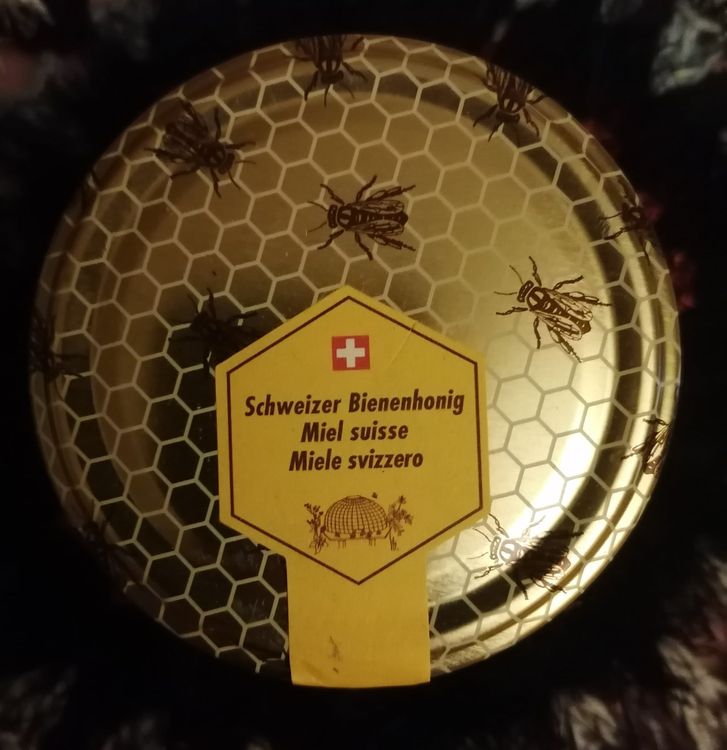 Schweizer Bienenhonig
Miel suisse
Miele svizzero